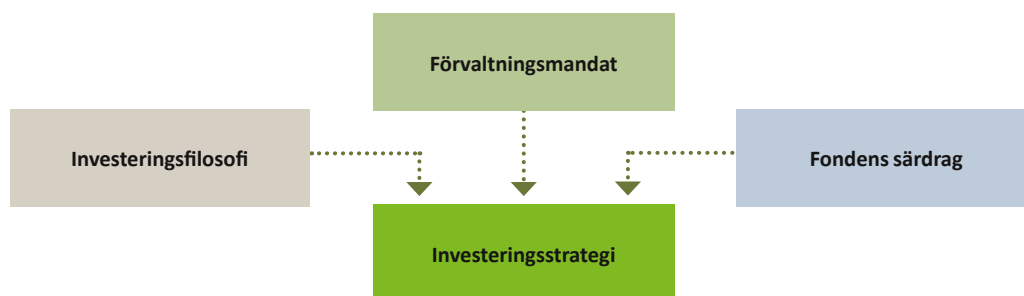 Förvaltningsmandat
Investeringsfilosofi
Fondens särdrag
Investeringsstrategi